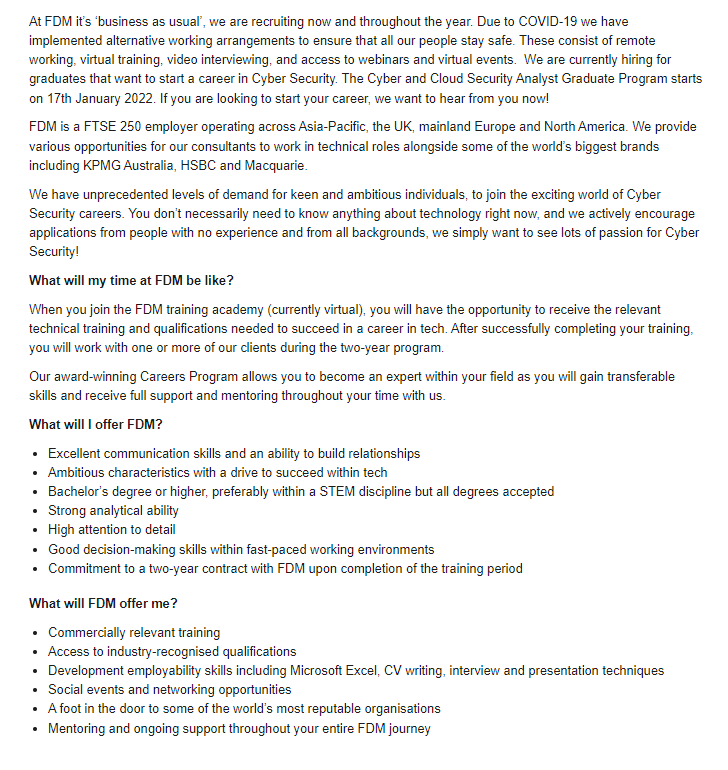 At FDM it's 'business as usual', we are recruiting now and throughout the year. Due to COVID-19 we have
implemented alternative working arrangements to ensure that all our people stay safe. These consist of remote
working, virtual training, video interviewing, and access to webinars and virtual events.  We are currently hiring for
graduates that want to start a career in Cyber Security. The Cyber and Cloud Security Analyst Graduate Program starts
on 17th January 2022. If you are looking to start your career, we want to hear from you now!
FDM is a FTSE 250 employer operating across Asia-Pacific, the UK, mainland Europe and North America. We provide
various opportunities for our consultants to work in technical roles alongside some of the world's biggest brands
including KPMG Australia, HSBC and Macquarie.
We have unprecedented levels of demand for keen and ambitious individuals, to join the exciting world of Cyber
Security careers. You don't necessarily need to know anything about technology right now, and we actively encourage
applications from people with no experience and from all backgrounds, we simply want to see lots of passion for Cyber
Security!
What will my time at FDM be like?
When you join the FDM training academy (currently virtual), you will have the opportunity to receive the relevant
technical training and qualifications needed to succeed in a career in tech. After successfully completing your training,
you will work with one or more of our clients during the two-year program.
Our award-winning Careers Program allows you to become an expert within your field as you will gain transferable
skills and receive full support and mentoring throughout your time with us.
What will I offer FDM?
• Excellent communication skills and an ability to build relationships
• Ambitious characteristics with a drive to succeed within tech
• Bachelor's degree or higher, preferably within a STEM discipline but all degrees accepted
• Strong analytical ability
• High attention to detail
• Good decision-making skills within fast-paced working environments
• Commitment to a two-year contract with FDM upon completion of the training period
What will FDM offer me?
• Commercially relevant training
• Access to industry-recognised qualifications
• Development employability skills including Microsoft Excel, CV writing, interview and presentation techniques
• Social events and networking opportunities
• A foot in the door to some of the world's most reputable organisations
• Mentoring and ongoing support throughout your entire FDM journey